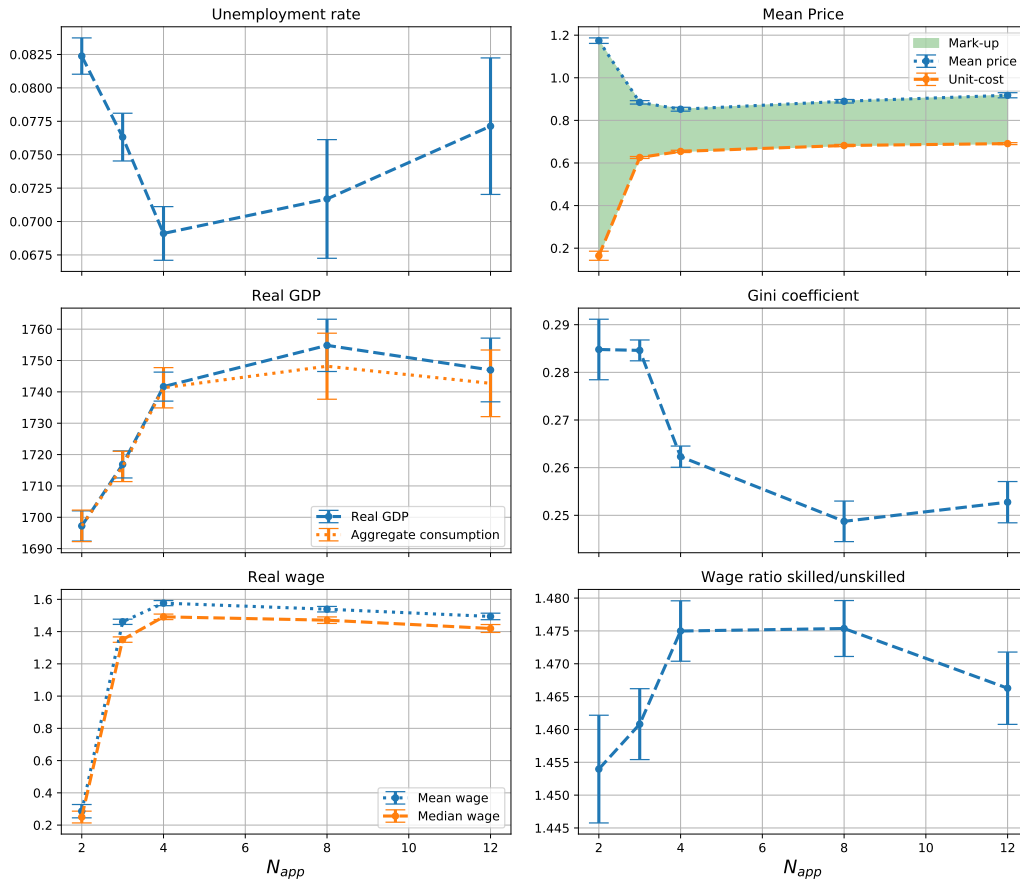 Unemployment rate
0.0825
0.0800
0.0775
0.0750
0.0725
0.0700
0.0675
Mean Price
1.2
1.0
0.8
0.6
0.4
0.2
Mark-up
Mean price
Unit-cost
Real GDP
1760
1750
1740
1730
1720
1710
1700
1690
Real GDP
Aggregate consumption
Gini coefficient
0.29
0.28
0.27
0.26
0.25
Real wage
1.6
1.4
1.2
1.0
0.8
0.6
0.4
0.2
Mean wage
Median wage
2 4 6 8 10 12
N_app
Wage ratio skilled/unskilled
1.480
1.475
1.470
1.465
1.460
1.455
1.450
1.445
2 4 6 8 10 12
N_app